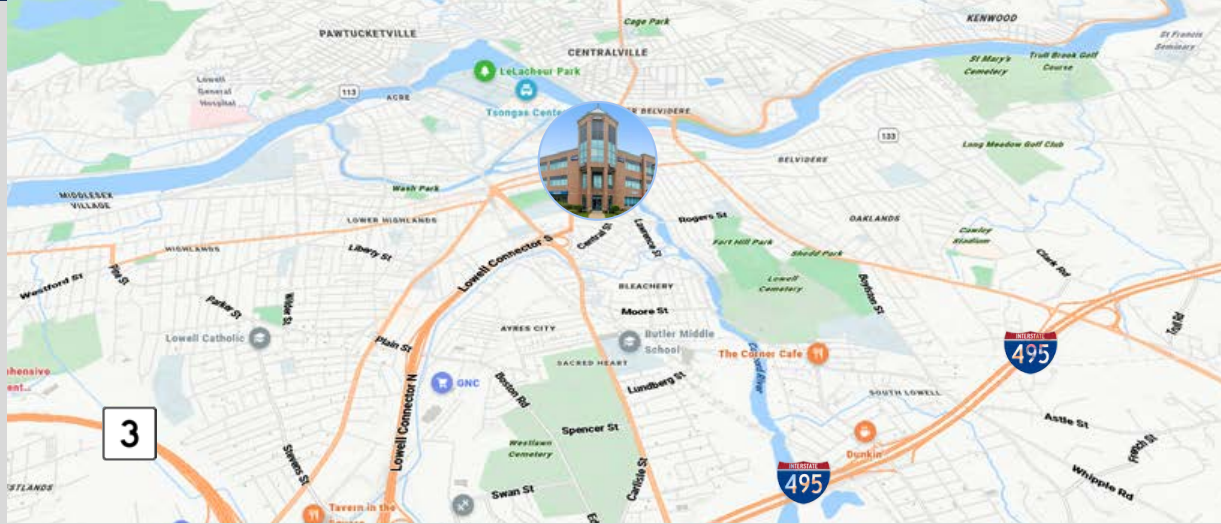 KENWOOD
Cage Park
PAWTUCKETVILLE
St Francis
Seminary
CENTRALVILLE
St Mary's
Cemetery
Trull Brook Golf
Course
LeLacheur Park
Lowell
General
Hospital
113
ACRE
Tsongas Cente
R BELVIDERE
133
Long Meadow Golf Club
BELVIDERE
Wash Park
MIDDLESEX
VILLAGE
LOWER HIGHLANDS
Rogers St
OAKLANDS
Central St
Lawrence St
Cawley
Stadium
HIGHLANDS
Liberty St
Lowell Connector S
Fort Hill Park
Shedd Park
Clark Rd
Westford St
Pine St
Lowell
Cemetery
Boylston St
BLEACHERY
Parker St
Wilder St
Moore St
Trull Rd
AYRES CITY
Lowell Catholic
Plain St
Butler Middle
School
The Corner Cafe
INTERSTATE
495
SACRED HEART
ehensive
ent...
GNC
Boston Rd
Lundberg St
SOUTH LOWELL
Lowell Connector N
3
Spencer St
Astle St
Dunkin'
French St
Westlawn
Cemetery
Stevens St
Carlisle St
INTERSTATE
495
Whipple Rd
Swan St
STLANDS
Tavern in the